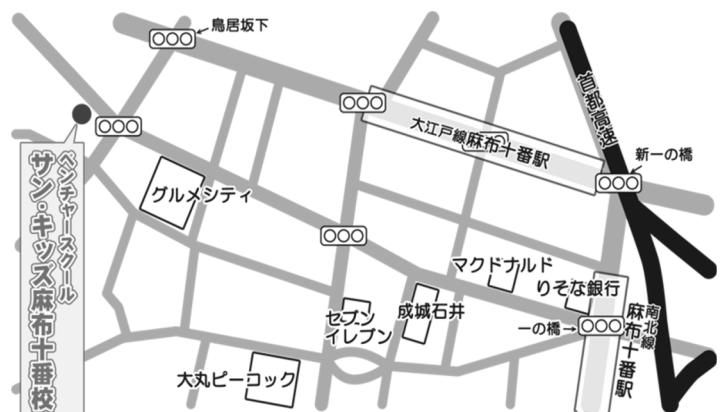 鳥居坂下
首都高速
大江戸線麻布十番駅
新一の橋
ベンチャースクール
サン・キッズ麻布十番校
グルメシティ
マクドナルド
りそな銀行
成城石井
セブン
イレブン
一の橋→
南北線
麻布十番駅
大丸ピーコック